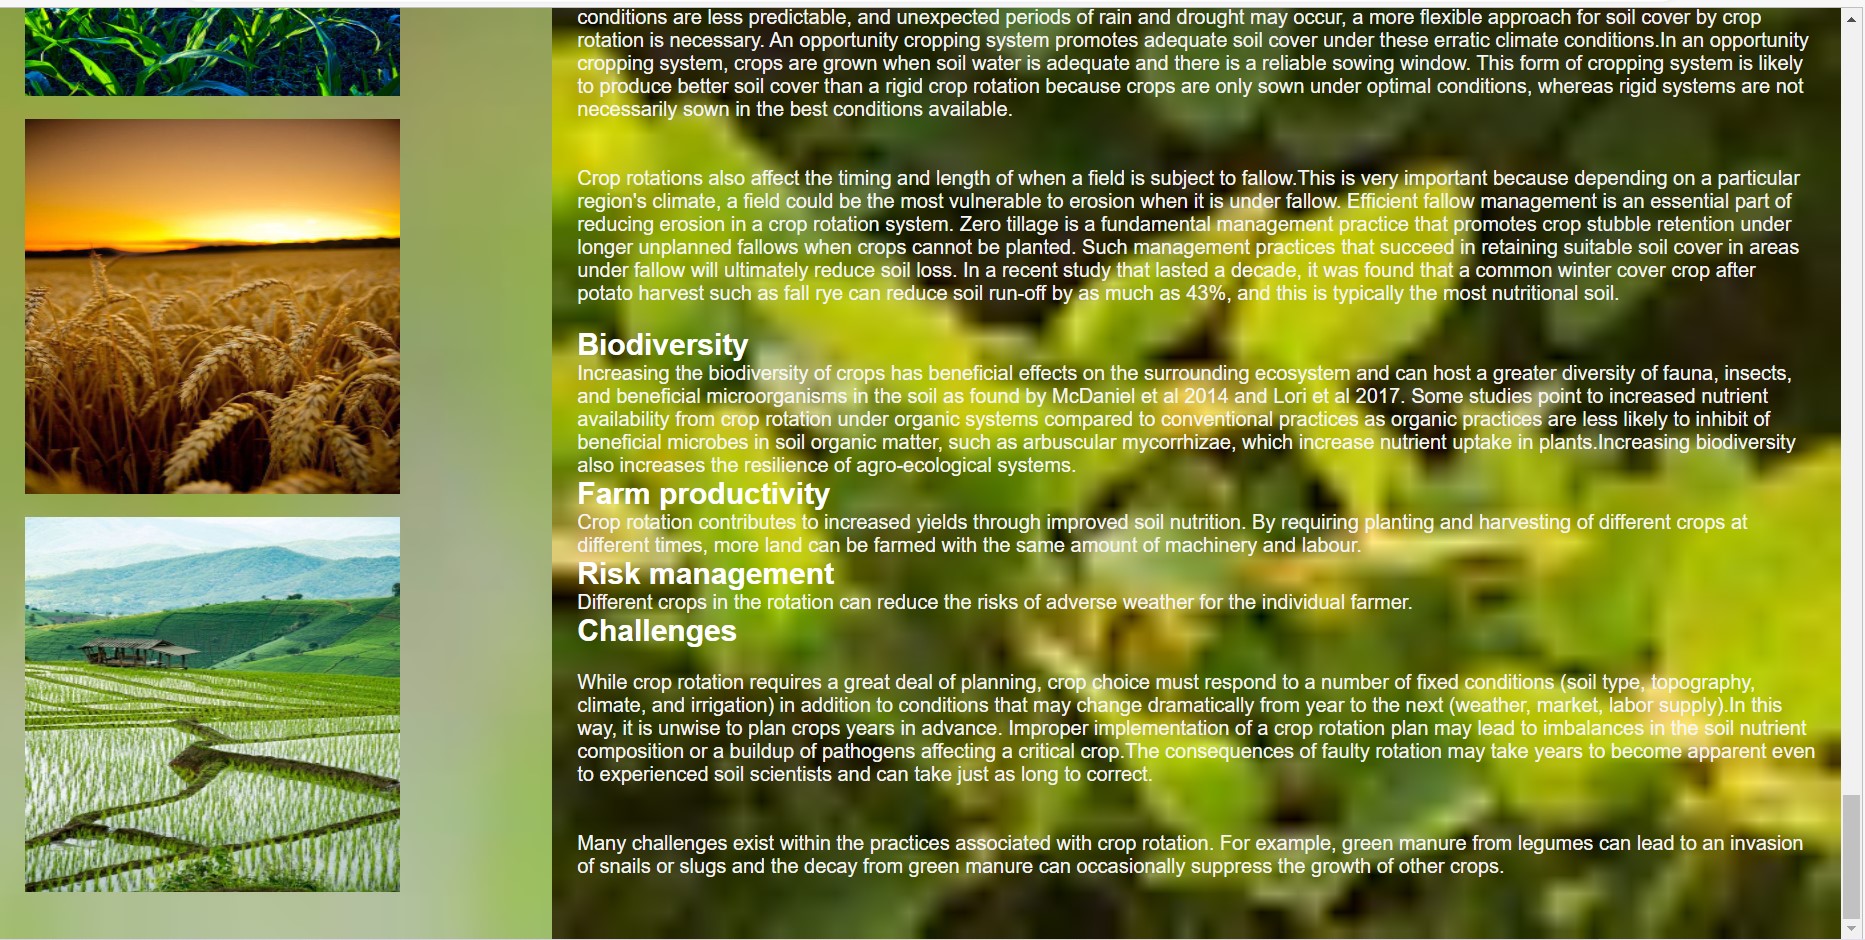 conditions are less predictable, and unexpected periods of rain and drought may occur, a more flexible approach for soil cover by crop
rotation is necessary. An opportunity cropping system promotes adequate soil cover under these erratic climate conditions.In an opportunity
cropping system, crops are grown when soil water is adequate and there is a reliable sowing window. This form of cropping system is likely
to produce better soil cover than a rigid crop rotation because crops are only sown under optimal conditions, whereas rigid systems are not
necessarily sown in the best conditions available.
Crop rotations also affect the timing and length of when a field is subject to fallow.This is very important because depending on a particular
region's climate, a field could be the most vulnerable to erosion when it is under fallow. Efficient fallow management is an essential part of
reducing erosion in a crop rotation system. Zero tillage is a fundamental management practice that promotes crop stubble retention under
longer unplanned fallows when crops cannot be planted. Such management practices that succeed in retaining suitable soil cover in areas
under fallow will ultimately reduce soil loss. In a recent study that lasted a decade, it was found that a common winter cover crop after
potato harvest such as fall rye can reduce soil run-off by as much as 43%, and this is typically the most nutritional soil.
Biodiversity
Increasing the biodiversity of crops has beneficial effects on the surrounding ecosystem and can host a greater diversity of fauna, insects,
and beneficial microorganisms in the soil as found by McDaniel et al 2014 and Lori et al 2017. Some studies point to increased nutrient
availability from crop rotation under organic systems compared to conventional practices as organic practices are less likely to inhibit of
beneficial microbes in soil organic matter, such as arbuscular mycorrhizae, which increase nutrient uptake in plants.Increasing biodiversity
also increases the resilience of agro-ecological systems.
Farm productivity
Crop rotation contributes to increased yields through improved soil nutrition. By requiring planting and harvesting of different crops at
different times, more land can be farmed with the same amount of machinery and labour.
Risk management
Different crops in the rotation can reduce the risks of adverse weather for the individual farmer.
Challenges
While crop rotation requires a great deal of planning, crop choice must respond to a number of fixed conditions (soil type, topography,
climate, and irrigation) in addition to conditions that may change dramatically from year to the next (weather, market, labor supply).In this
way, it is unwise to plan crops years in advance. Improper implementation of a crop rotation plan may lead to imbalances in the soil nutrient
composition or a buildup of pathogens affecting a critical crop.The consequences of faulty rotation may take years to become apparent even
to experienced soil scientists and can take just as long to correct.
Many challenges exist within the practices associated with crop rotation. For example, green manure from legumes can lead to an invasion
of snails or slugs and the decay from green manure can occasionally suppress the growth of other crops.